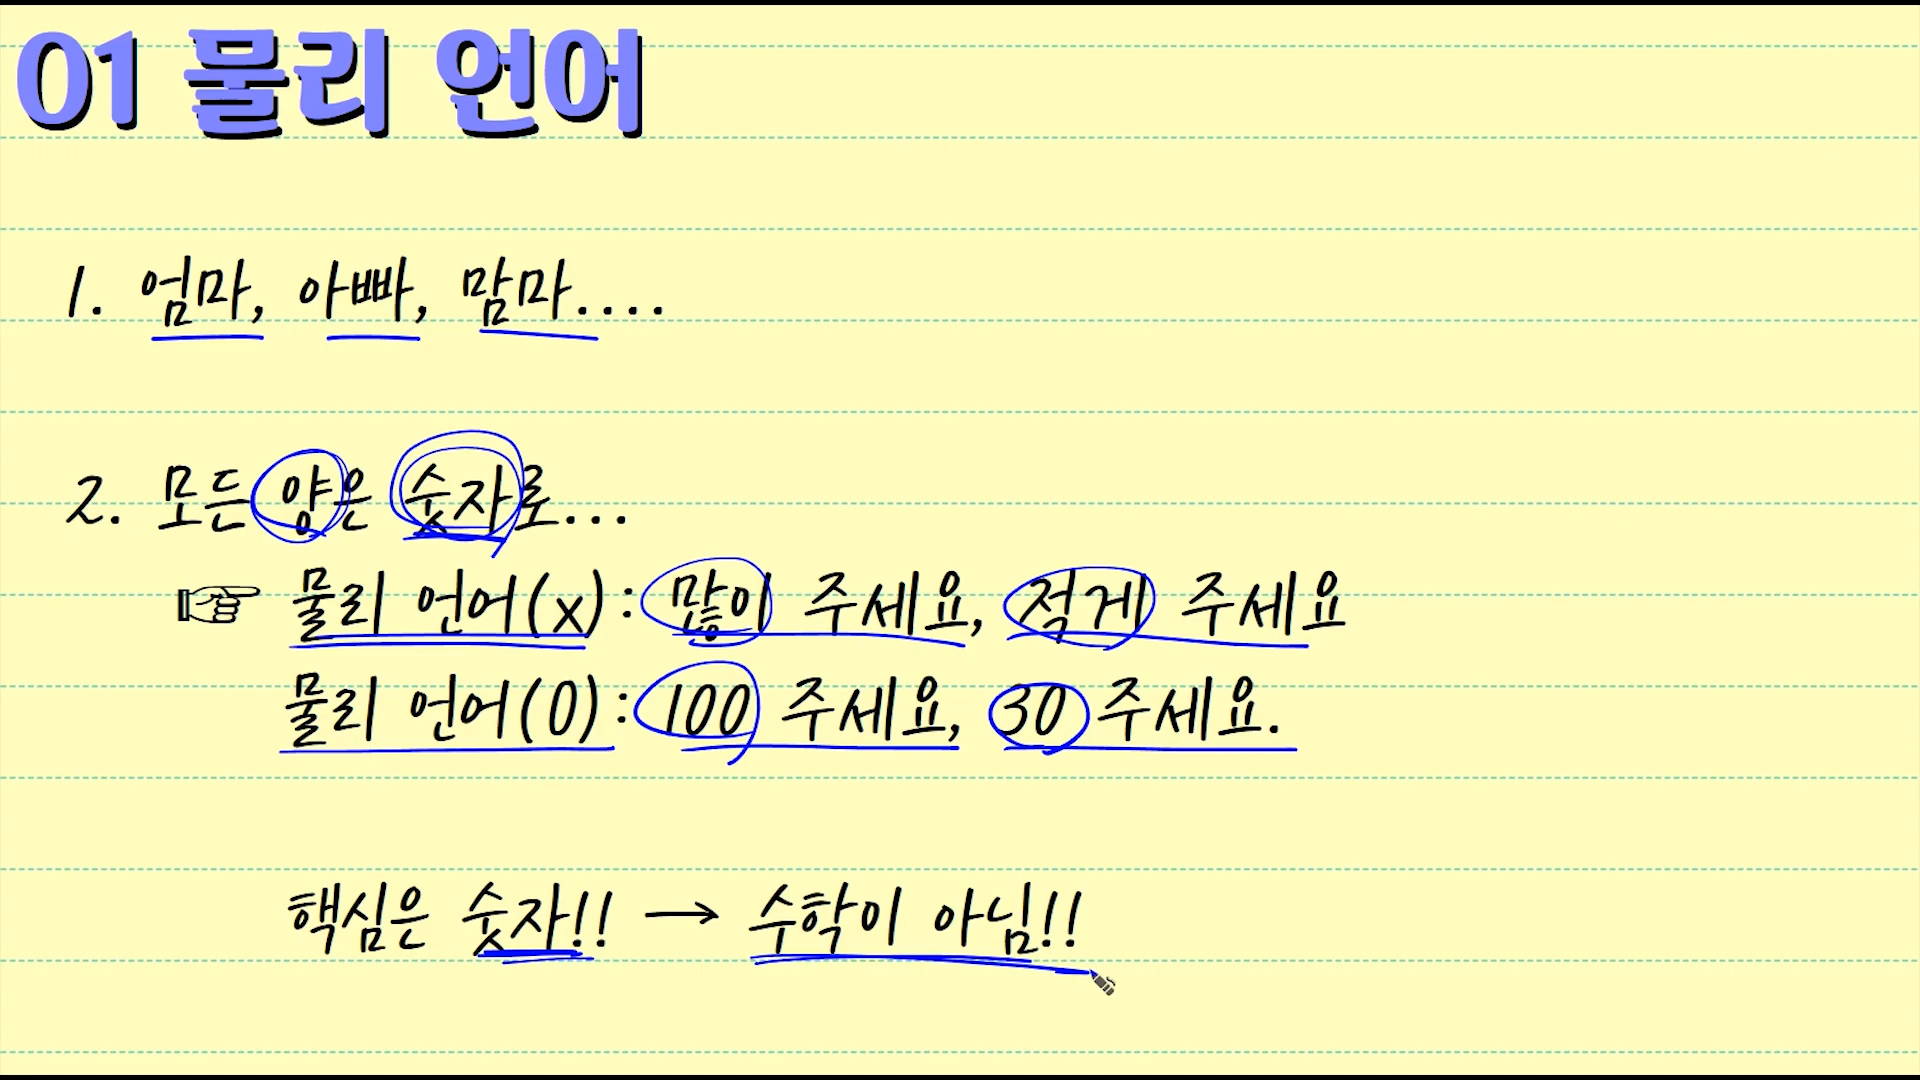 01 물리 언어
1. 엄마, 아빠, 맘마....
2. 모든 양은 숫자로...
☞ 물리 언어(x): 많이 주세요, 적게 주세요
물리 언어(0): 100 주세요, 30 주세요.
핵심은 숫자!! → 수학이 아님!!